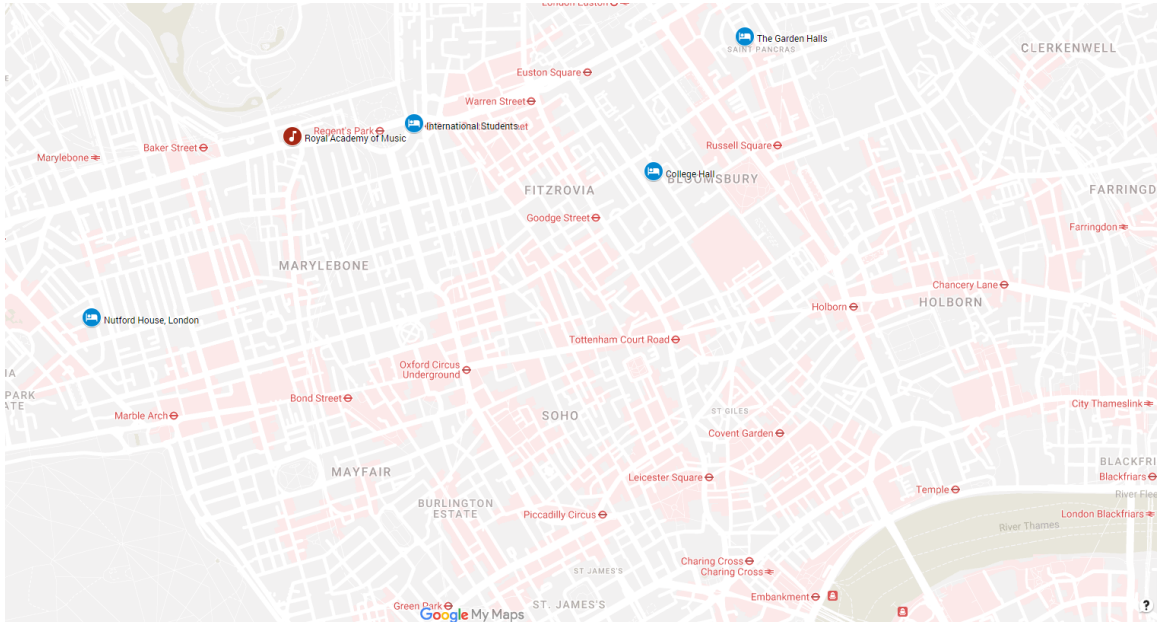 London Euston
The Garden Halls
SAINT PANCRAS
CLERKENWELL
Euston Square
Warren Street
International Students
et
Regent's Park
Royal Academy of Music
Marylebone
Baker Street
Russell Square
College Hall
BLOOMSBURY
FITZROVIA
FARRINGD
Goodge Street
Farringdon
MARYLEBONE
Chancery Lane
HOLBORN
Holborn
Nutford House, London
Tottenham Court Road
Oxford Circus
Underground
IA
PARK
ATE
Bond Street
Marble Arch
SOHO
ST GILES
City Thameslink
Covent Garden
MAYFAIR
BLACKFRI
Leicester Square
Blackfriars
Temple
River Flee
BURLINGTON
ESTATE
Piccadilly Circus
London Blackfriars
River Thames
Charing Cross
Charing Cross
ST JAMES'S
Embankment
Green Park
ST. JAMES'S
Google My Maps
?